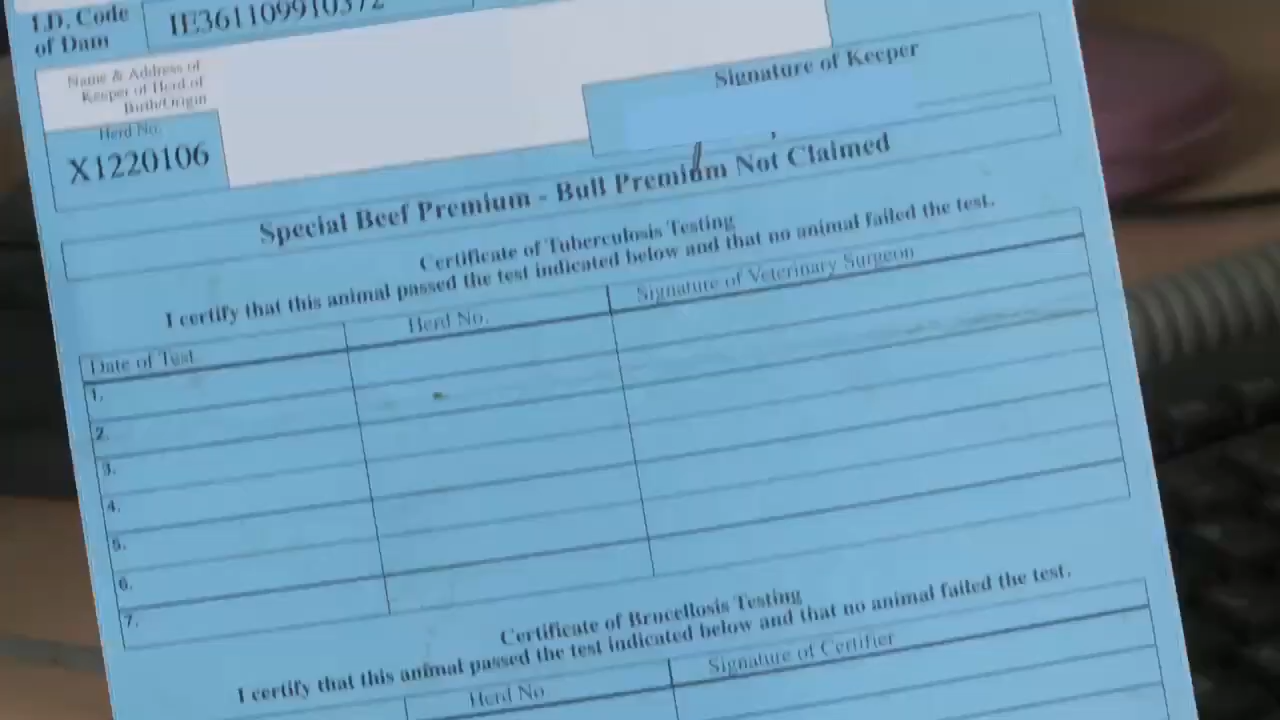 I.D. Code
of Dam
IE361109910372
Name & Address of
Keeper of Herd of
Birth/Origin
Signature of Keeper
Herd No.
X1220106
Special Beef Premium - Bull Premium Not Claimed
Certificate of Tuberculosis Testing
I certify that this animal passed the test indicated below and that no animal failed the test.
Date of Test
Herd No.
Signature of Veterinary Surgeon
1.
2.
3.
4.
5.
6.
7.
Certificate of Brucellosis Testing
I certify that this animal passed the test indicated below and that no animal failed the test.
Herd No
Signature of Certifier